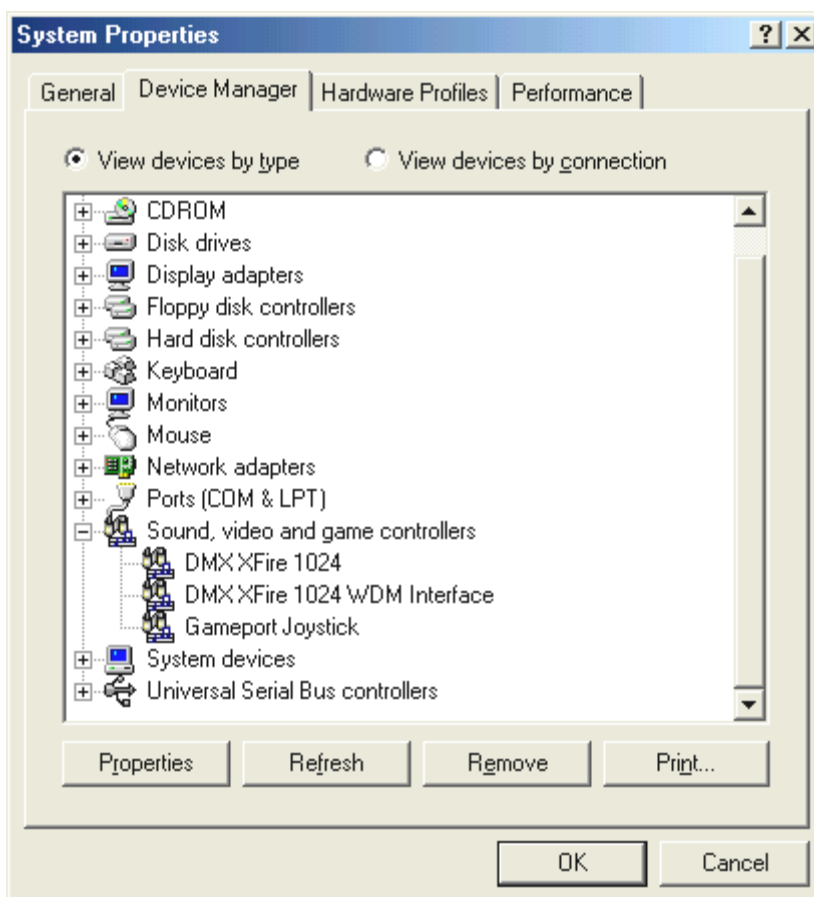 System Properties
General Device Manager Hardware Profiles Performance
View devices by type View devices by connection
CDROM
Disk drives
Display adapters
Floppy disk controllers
Hard disk controllers
Keyboard
Monitors
Mouse
Network adapters
Ports (COM & LPT)
Sound, video and game controllers
DMX XFire 1024
DMX XFire 1024 WDM Interface
Gameport Joystick
System devices
Universal Serial Bus controllers
Properties Refresh Remove Print...
OK Cancel